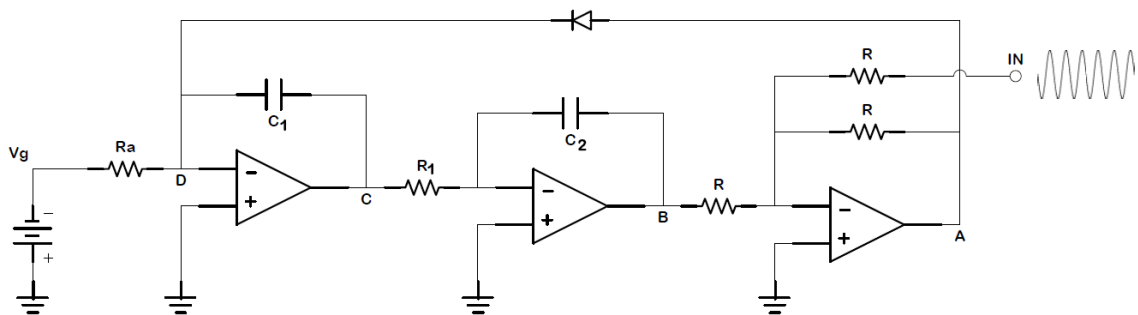 R
IN
R
C1
C2
Vg
Ra
D
-
+
R1
C
-
+
B
R
-
+
A
-
+